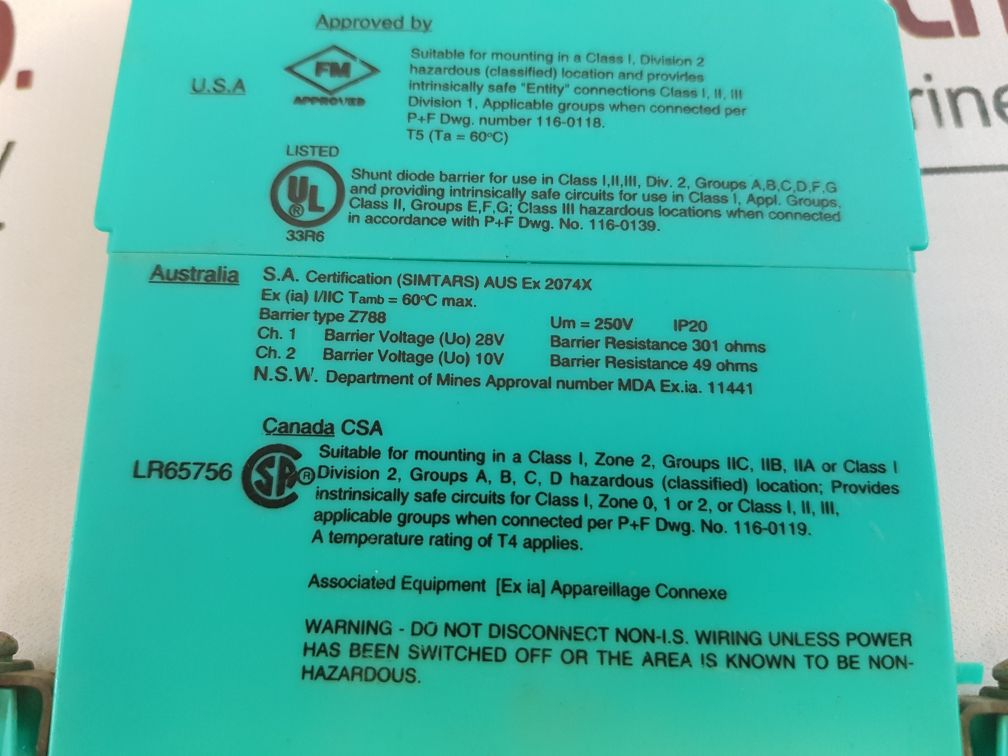 Approved by
U.S.A
FM
APPROVED
Suitable for mounting in a Class I, Division 2
hazardous (classified) location and provides
intrinsically safe "Entity" connections Class I, II, III
Division 1, Applicable groups when connected per
P+F Dwg. number 116-0118.
T5 (Ta = 60°C)
LISTED
UL ®
33R6
Shunt diode barrier for use in Class I,II,III, Div. 2, Groups A,B,C,D,F,G
and providing intrinsically safe circuits for use in Class I, Appl. Groups,
Class II, Groups E,F,G; Class III hazardous locations when connected
in accordance with P+F Dwg. No. 116-0139.
Australia
S.A. Certification (SIMTARS) AUS Ex 2074X
Ex (ia) I/IIC Tamb = 60°C max.
Barrier type Z788 Um = 250V IP20
Ch. 1 Barrier Voltage (Uo) 28V Barrier Resistance 301 ohms
Ch. 2 Barrier Voltage (Uo) 10V Barrier Resistance 49 ohms
N.S.W. Department of Mines Approval number MDA Ex.ia. 11441
Canada CSA
LR65756
SP ®
Suitable for mounting in a Class I, Zone 2, Groups IIC, IIB, IIA or Class I
Division 2, Groups A, B, C, D hazardous (classified) location; Provides
instrinsically safe circuits for Class I, Zone 0, 1 or 2, or Class I, II, III,
applicable groups when connected per P+F Dwg. No. 116-0119.
A temperature rating of T4 applies.
Associated Equipment [Ex ia] Appareillage Connexe
WARNING - DO NOT DISCONNECT NON-I.S. WIRING UNLESS POWER
HAS BEEN SWITCHED OFF OR THE AREA IS KNOWN TO BE NON-
HAZARDOUS.